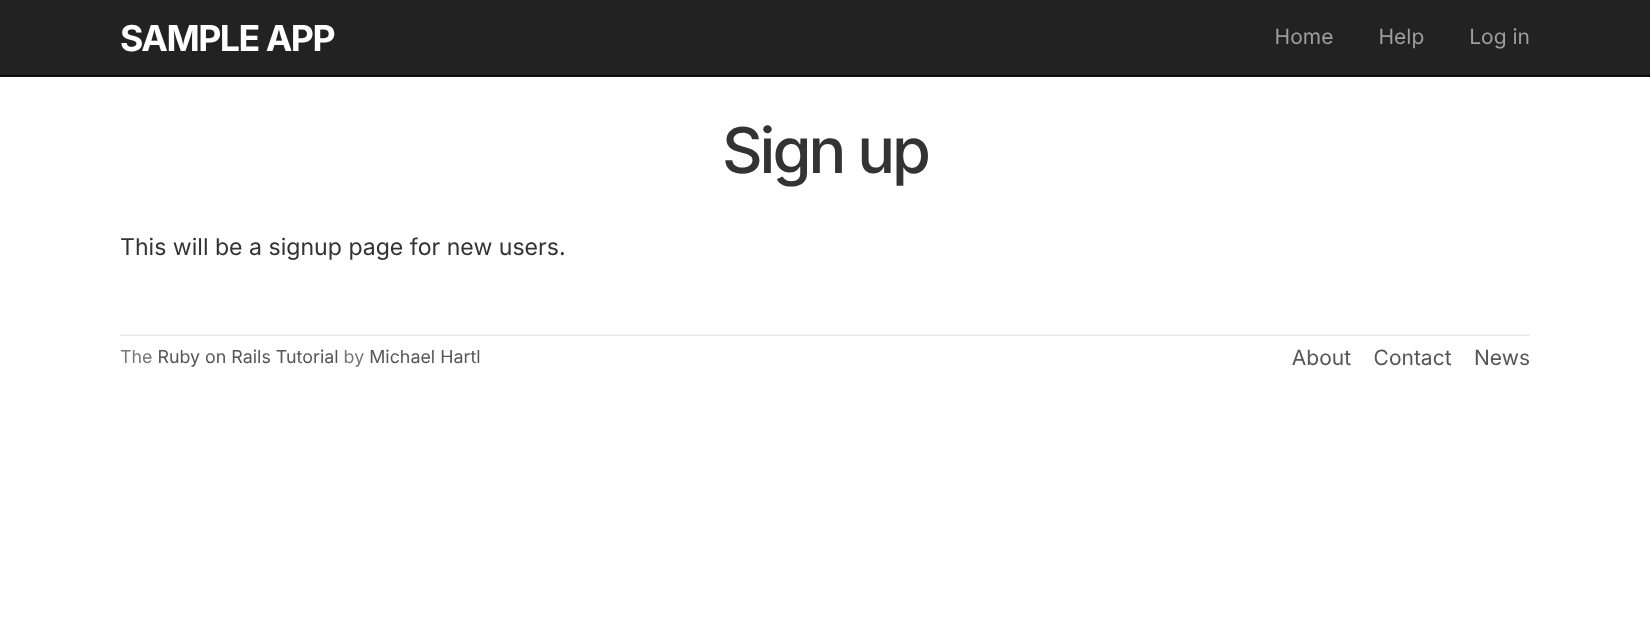 SAMPLE APP Home Help Log in
Sign up
This will be a signup page for new users.
The Ruby on Rails Tutorial by Michael Hartl About Contact News